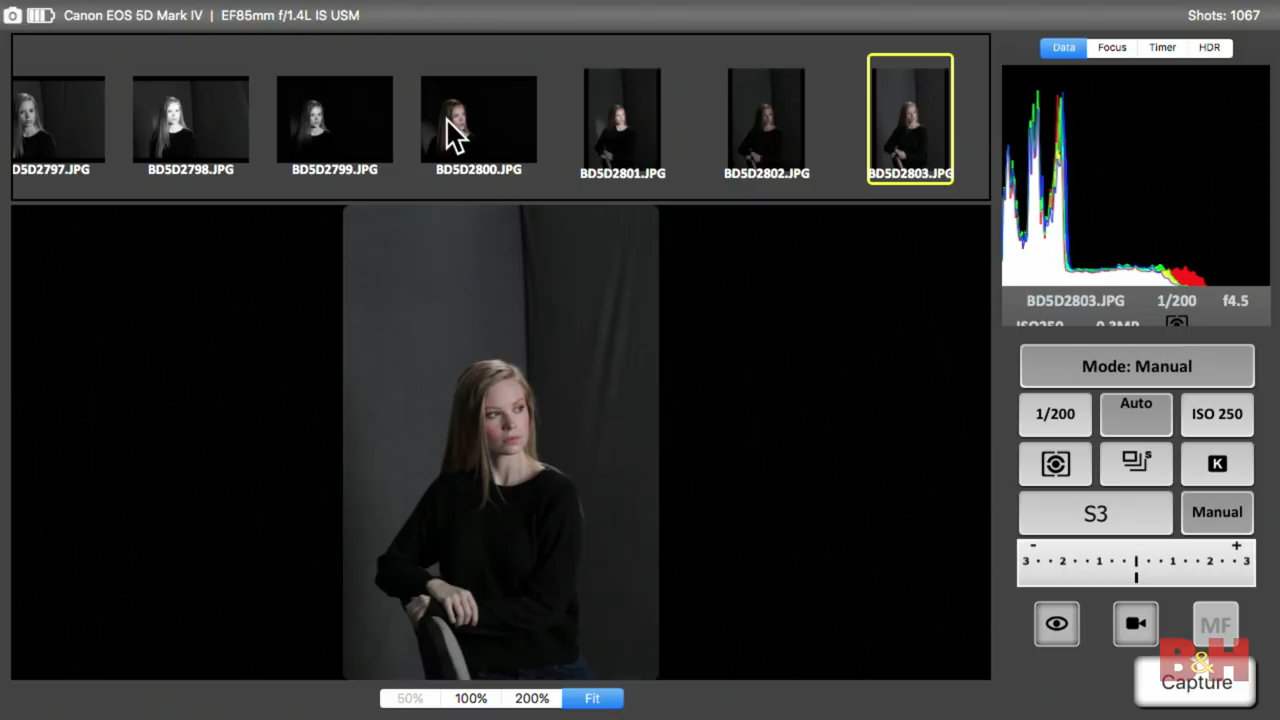 Canon EOS 5D Mark IV | EF85mm f/1.4L IS USM
Shots: 1067
Data Focus Timer HDR
D5D2797.JPG BD5D2798.JPG BD5D2799.JPG BD5D2800.JPG BD5D2801.JPG BD5D2802.JPG BD5D2803.JPG
BD5D2803.JPG 1/200 f4.5
ISO250 0.3MP
Mode: Manual
1/200 Auto ISO 250
S
K
S3 Manual
- +
3 2 1 1 2 3
MF
B&H
Capture
50% 100% 200% Fit